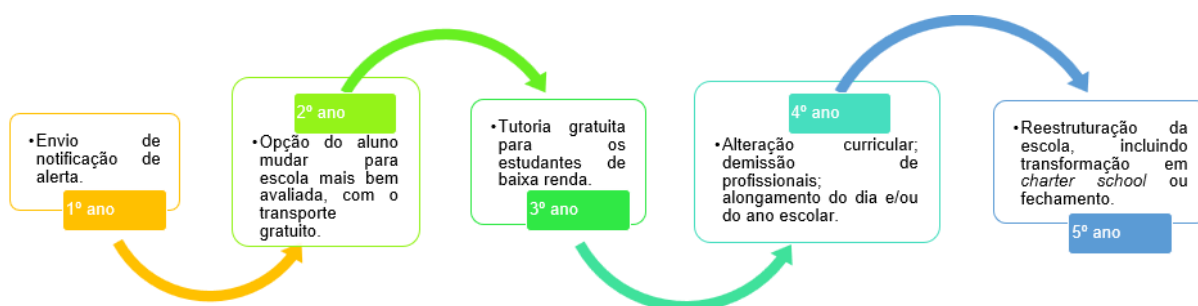 •Envio de
notificação de
alerta.
1º ano
2º ano
•Opção do aluno
mudar para
escola mais bem
avaliada, com o
transporte
gratuito.
•Tutoria gratuita
para os
estudantes de
baixa renda.
3º ano
4º ano
•Alteração curricular;
demissão de
profissionais;
alongamento do dia e/ou
do ano escolar.
•Reestruturação da
escola, incluindo
transformação em
charter school ou
fechamento.
5º ano